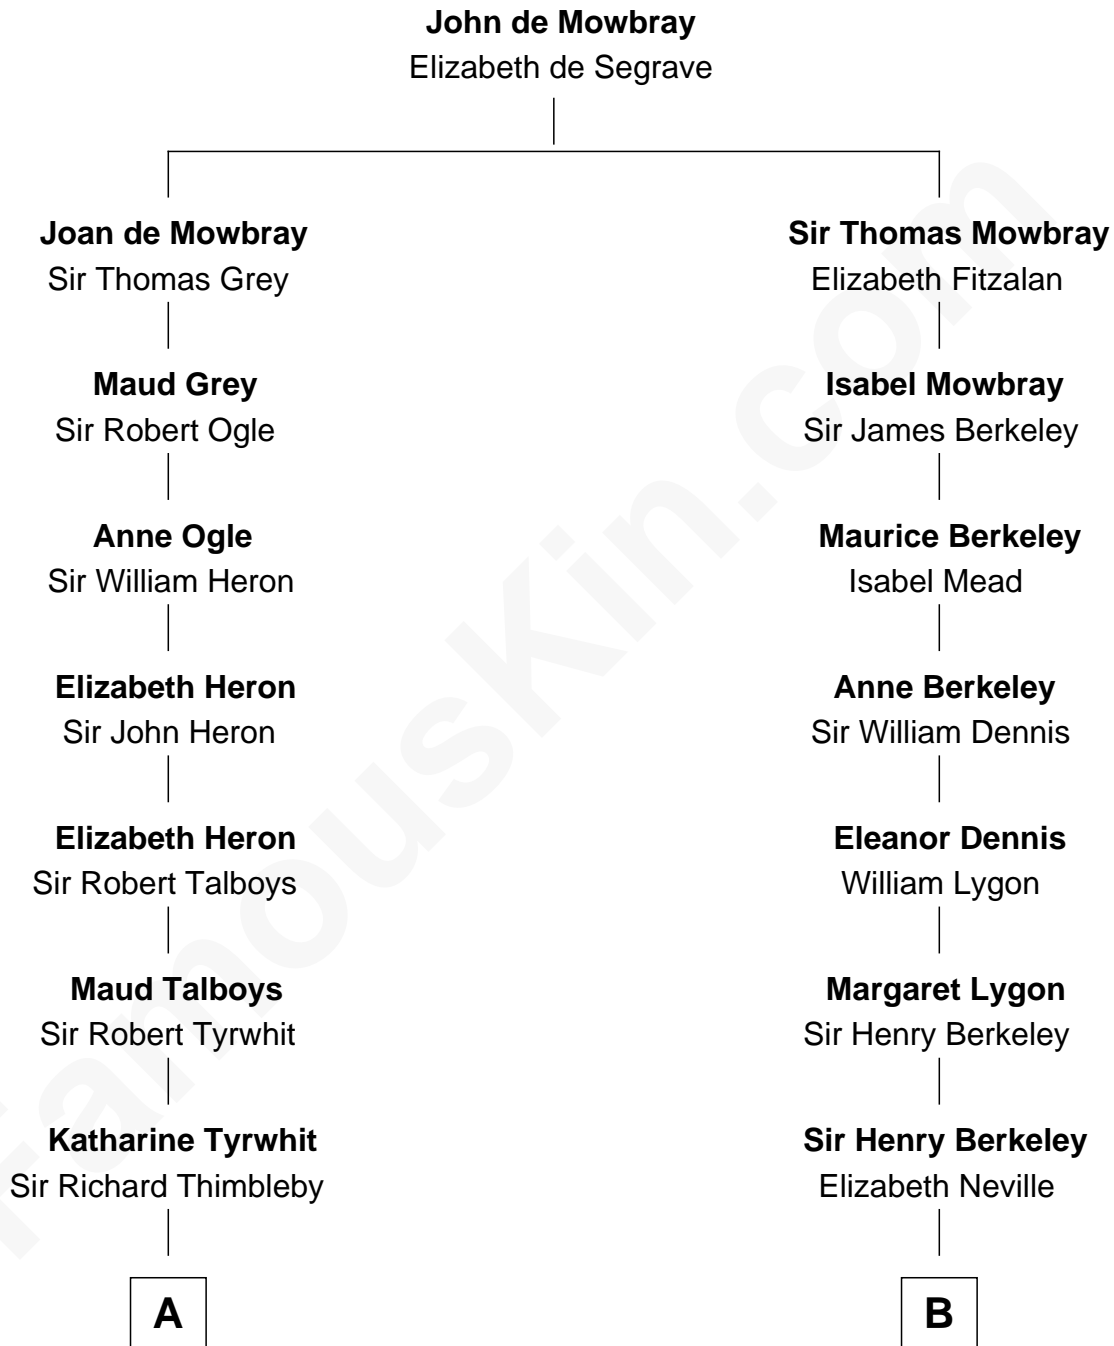 John de Mowbray
Elizabeth de Segrave
Joan de Mowbray
Sir Thomas Grey
Sir Thomas Mowbray
Elizabeth Fitzalan
Maud Grey
Sir Robert Ogle
Isabel Mowbray
Sir James Berkeley
Anne Ogle
Sir William Heron
Maurice Berkeley
Isabel Mead
Elizabeth Heron
Sir John Heron
Anne Berkeley
Sir William Dennis
Elizabeth Heron
Sir Robert Talboys
Eleanor Dennis
William Lygon
Maud Talboys
Sir Robert Tyrwhit
Margaret Lygon
Sir Henry Berkeley
Katharine Tyrwhit
Sir Richard Thimbleby
Sir Henry Berkeley
Elizabeth Neville
A
B
FamousKin.com